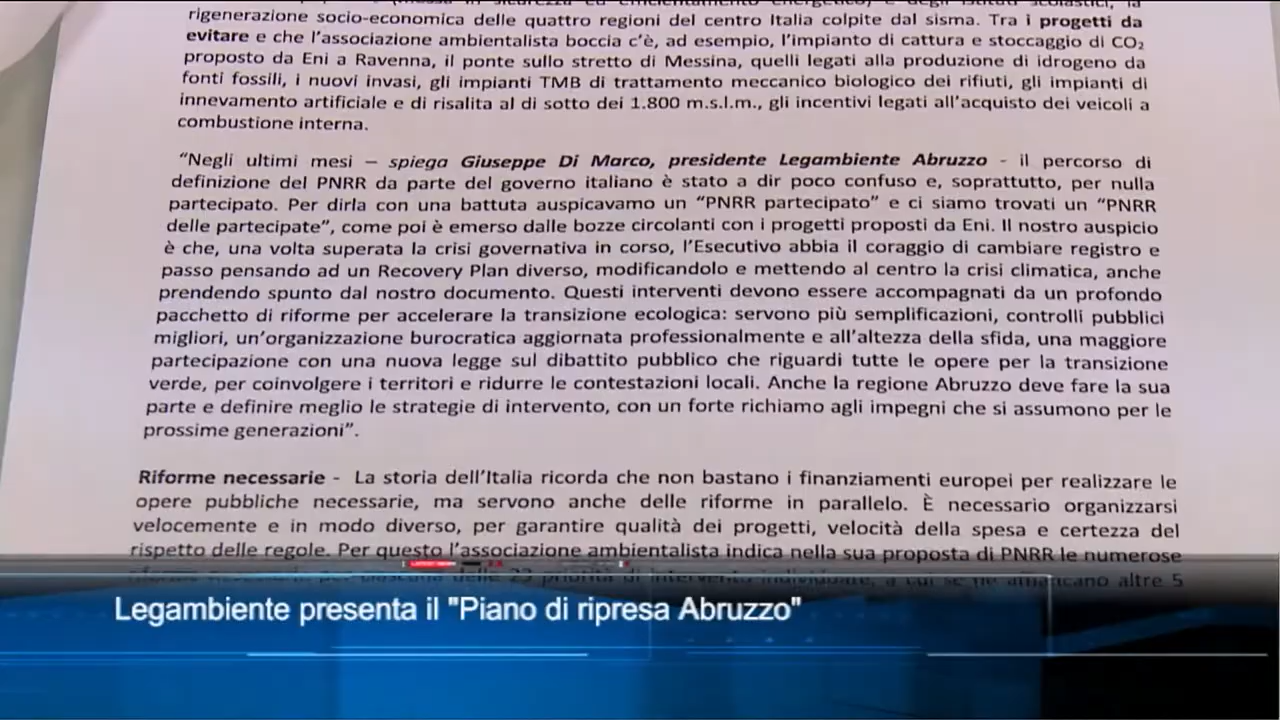 rigenerazione socio-economica delle quattro regioni del centro Italia colpite dal sisma. Tra i progetti da
evitare e che l'associazione ambientalista boccia c'è, ad esempio, l'impianto di cattura e stoccaggio di CO₂
proposto da Eni a Ravenna, il ponte sullo stretto di Messina, quelli legati alla produzione di idrogeno da
fonti fossili, i nuovi invasi, gli impianti TMB di trattamento meccanico biologico dei rifiuti, gli impianti di
innevamento artificiale e di risalita al di sotto dei 1.800 m.s.l.m., gli incentivi legati all'acquisto dei veicoli a
combustione interna.
“Negli ultimi mesi – spiega Giuseppe Di Marco, presidente Legambiente Abruzzo - il percorso di
definizione del PNRR da parte del governo italiano è stato a dir poco confuso e, soprattutto, per nulla
partecipato. Per dirla con una battuta auspicavamo un “PNRR partecipato” e ci siamo trovati un “PNRR
delle partecipate”, come poi è emerso dalle bozze circolanti con i progetti proposti da Eni. Il nostro auspicio
è che, una volta superata la crisi governativa in corso, l'Esecutivo abbia il coraggio di cambiare registro e
passo pensando ad un Recovery Plan diverso, modificandolo e mettendo al centro la crisi climatica, anche
prendendo spunto dal nostro documento. Questi interventi devono essere accompagnati da un profondo
pacchetto di riforme per accelerare la transizione ecologica: servono più semplificazioni, controlli pubblici
migliori, un'organizzazione burocratica aggiornata professionalmente e all'altezza della sfida, una maggiore
partecipazione con una nuova legge sul dibattito pubblico che riguardi tutte le opere per la transizione
verde, per coinvolgere i territori e ridurre le contestazioni locali. Anche la regione Abruzzo deve fare la sua
parte e definire meglio le strategie di intervento, con un forte richiamo agli impegni che si assumono per le
prossime generazioni”.
Riforme necessarie - La storia dell'Italia ricorda che non bastano i finanziamenti europei per realizzare le
opere pubbliche necessarie, ma servono anche delle riforme in parallelo. È necessario organizzarsi
velocemente e in modo diverso, per garantire qualità dei progetti, velocità della spesa e certezza del
rispetto delle regole. Per questo l'associazione ambientalista indica nella sua proposta di PNRR le numerose
altre 5
Legambiente presenta il "Piano di ripresa Abruzzo"